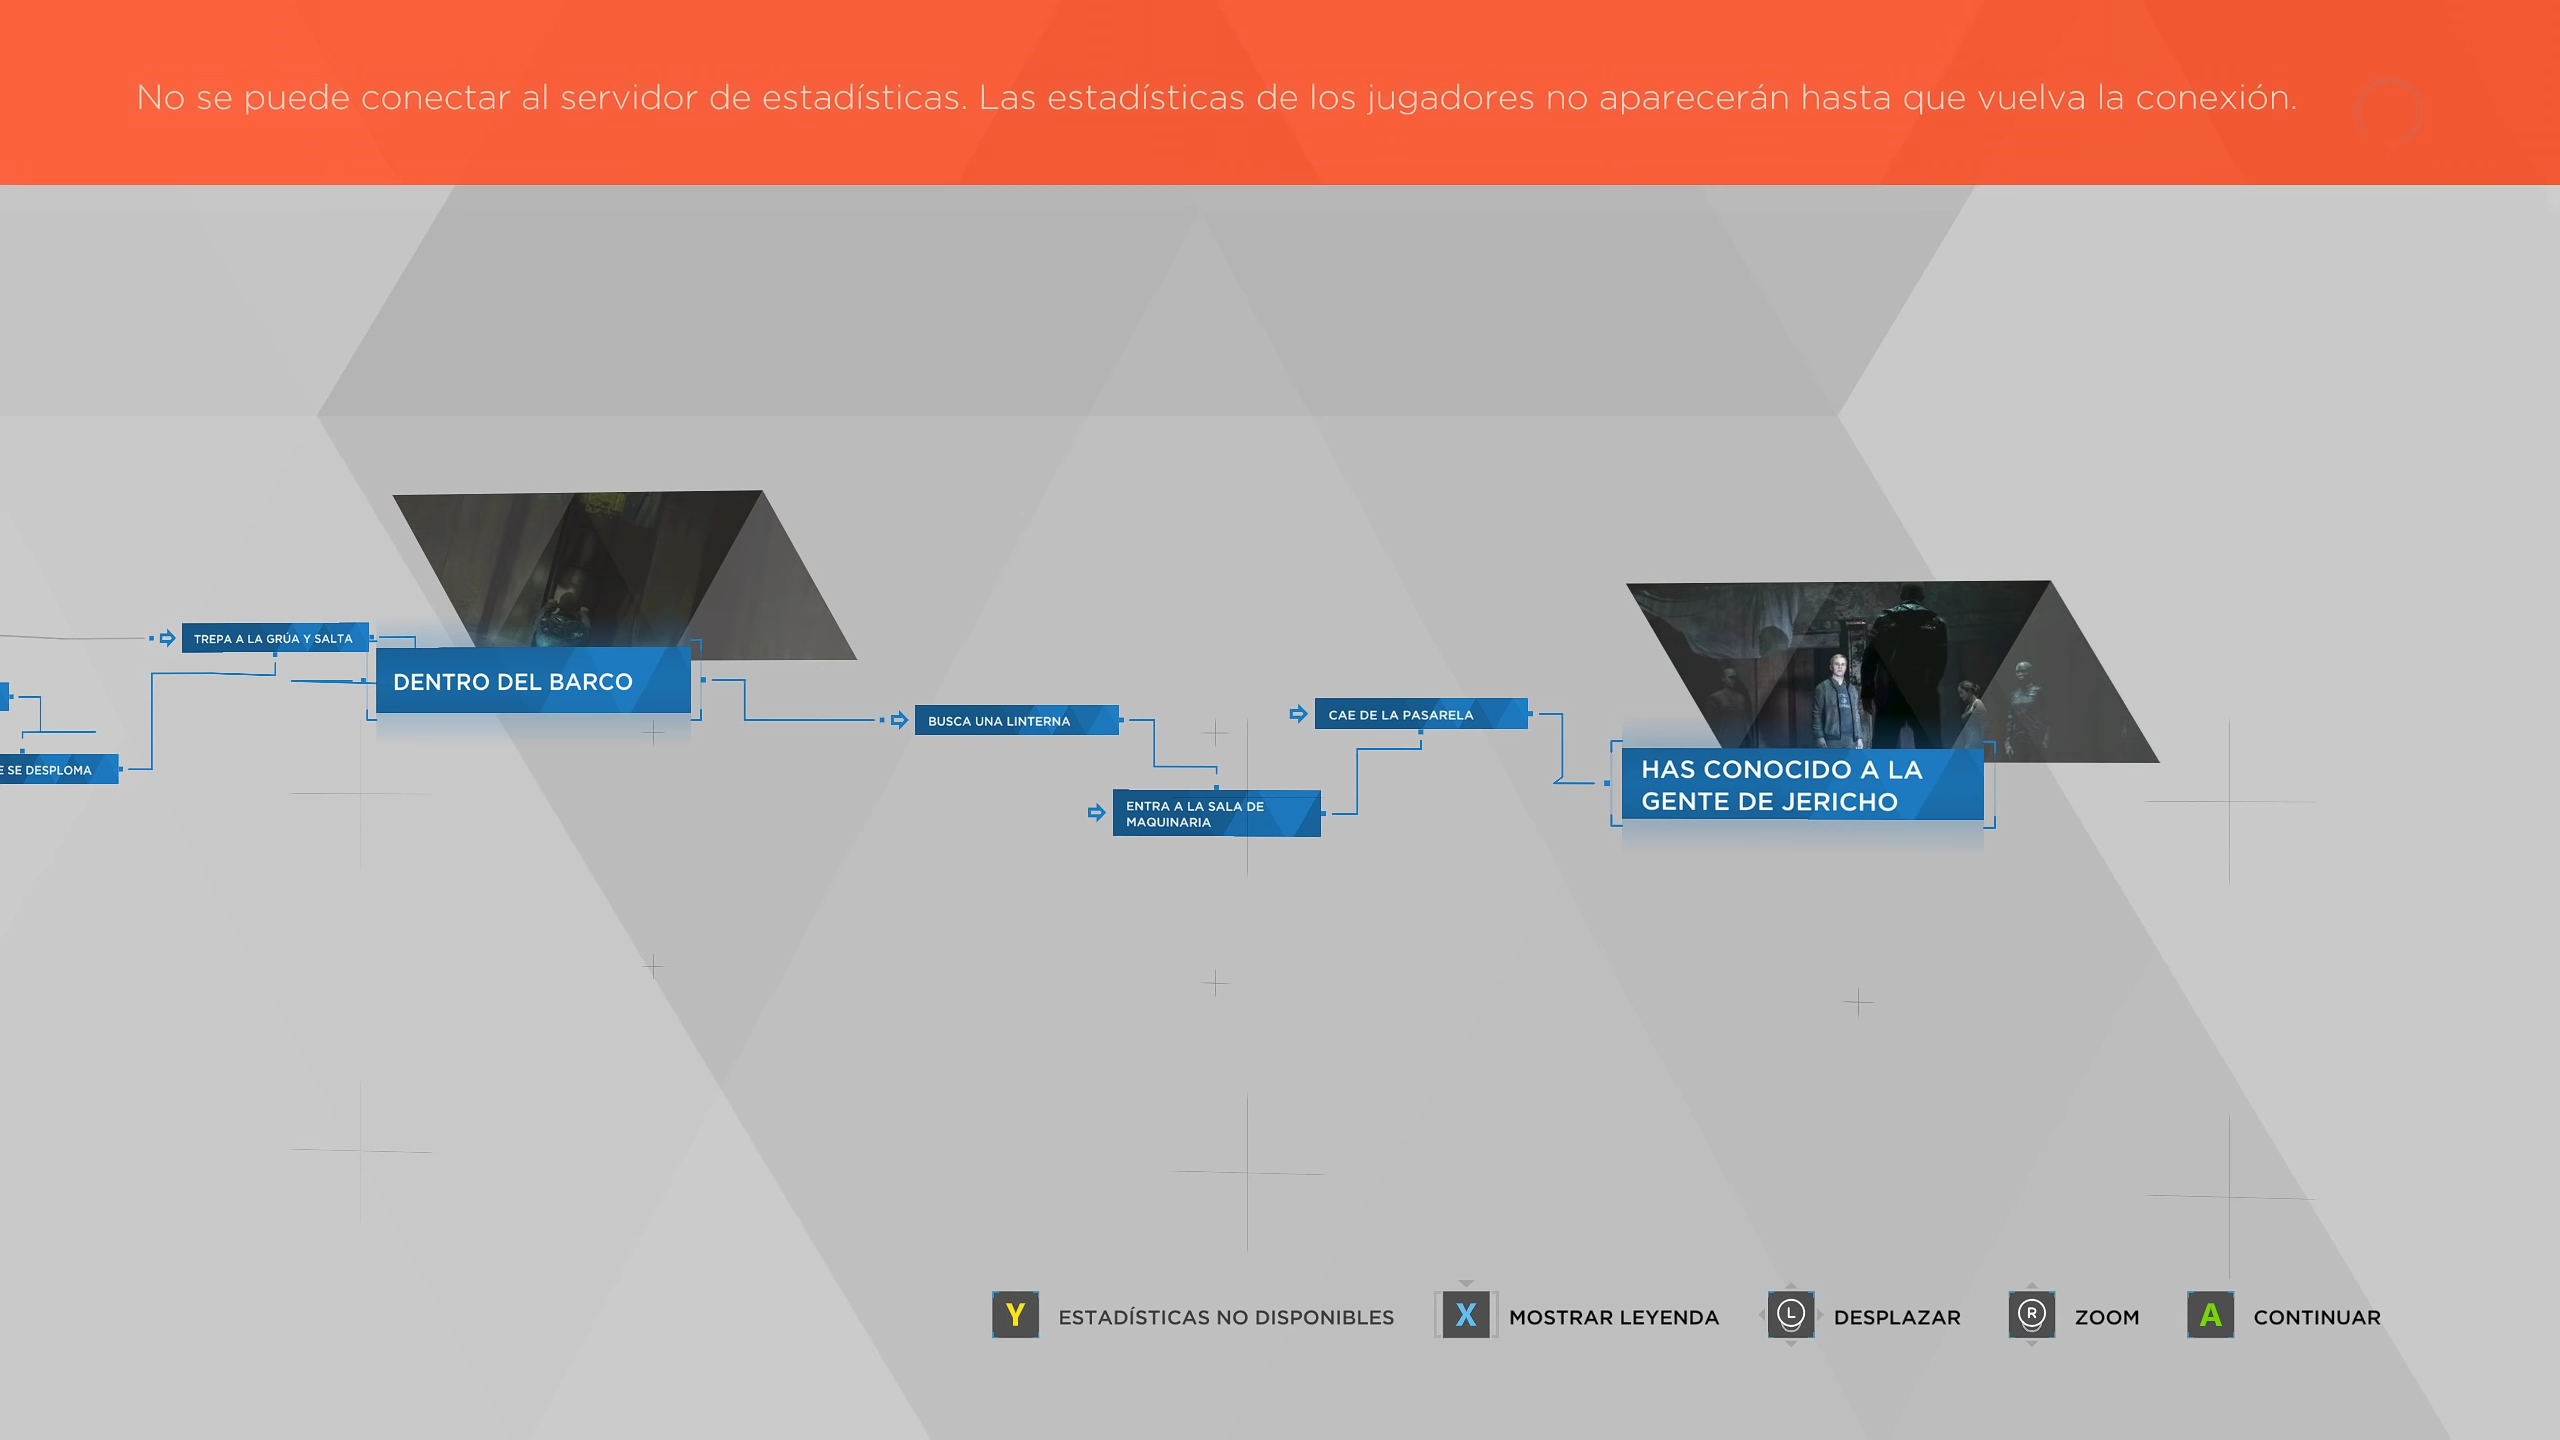 No se puede conectar al servidor de estadísticas. Las estadísticas de los jugadores no aparecerán hasta que vuelva la conexión.
TREPA A LA GRÚA Y SALTA
DENTRO DEL BARCO
E SE DESPLOMA
BUSCA UNA LINTERNA
ENTRA A LA SALA DE
MAQUINARIA
CAE DE LA PASARELA
HAS CONOCIDO A LA
GENTE DE JERICHO
Y ESTADÍSTICAS NO DISPONIBLES X MOSTRAR LEYENDA L DESPLAZAR R ZOOM A CONTINUAR